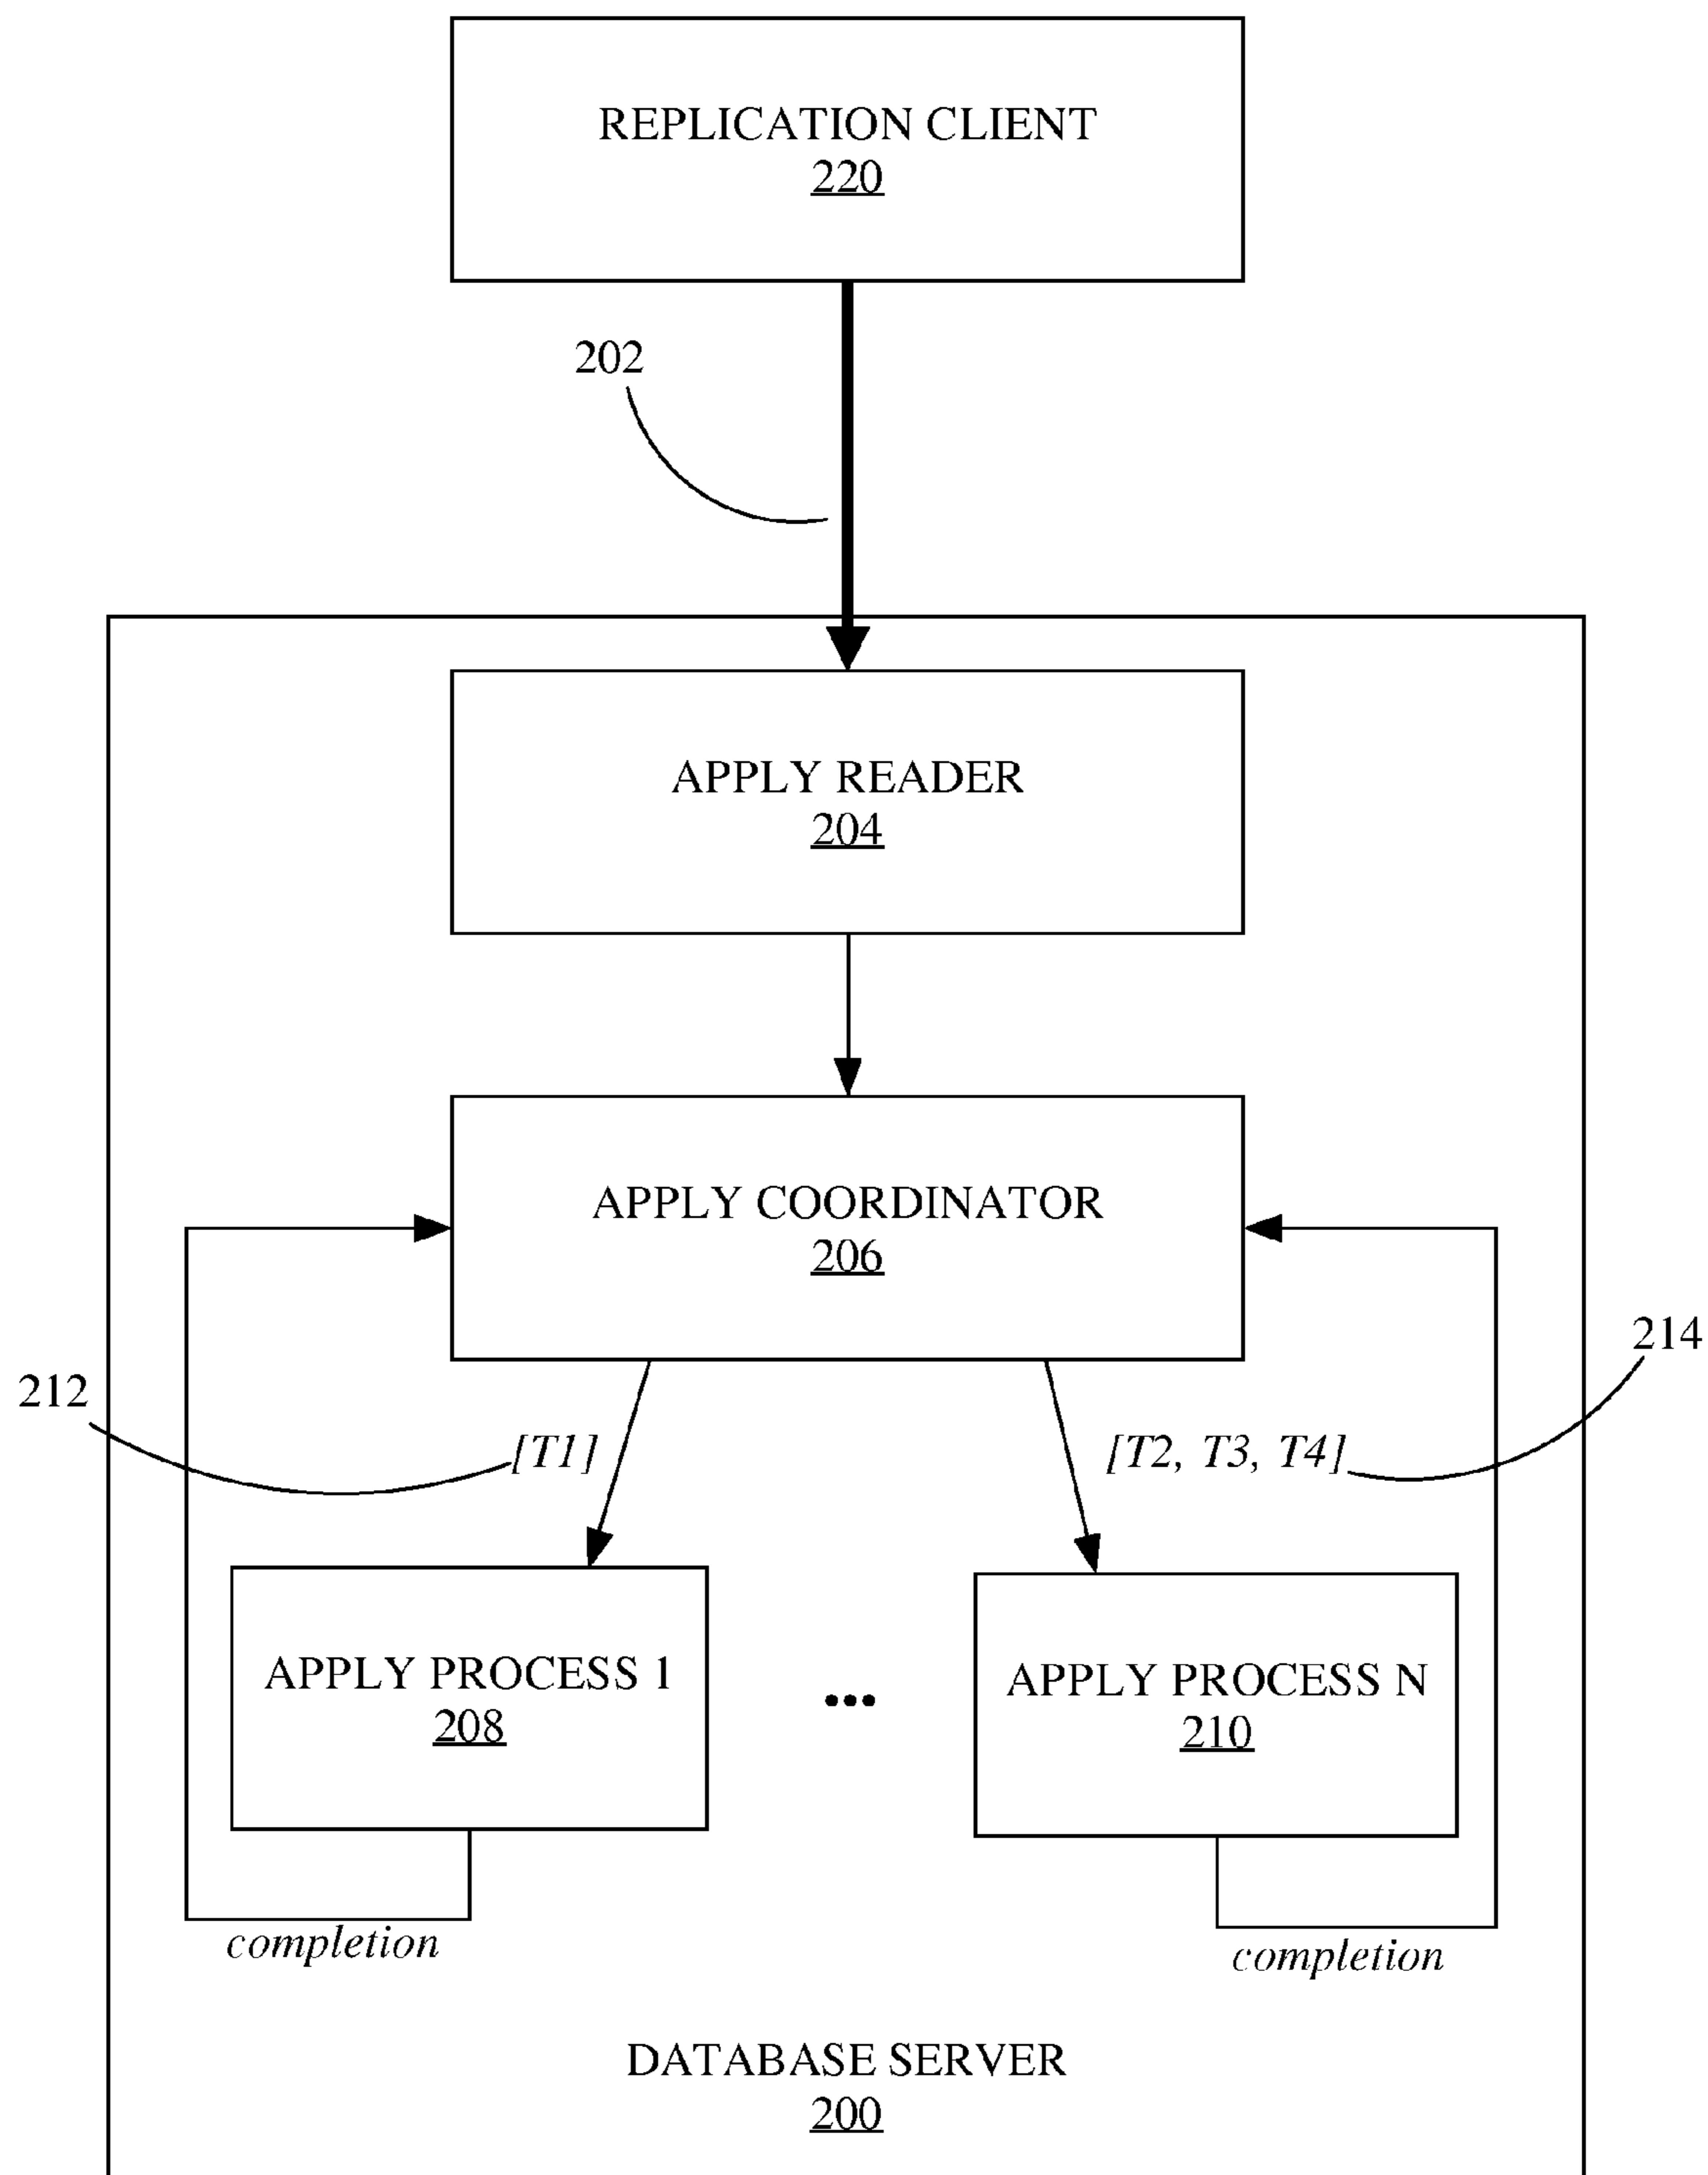 REPLICATION CLIENT
220
202
APPLY READER
204
APPLY COORDINATOR
206
214
212
[T1]
[T2, T3, T4]
APPLY PROCESS 1
208
...
APPLY PROCESS N
210
completion
completion
DATABASE SERVER
200